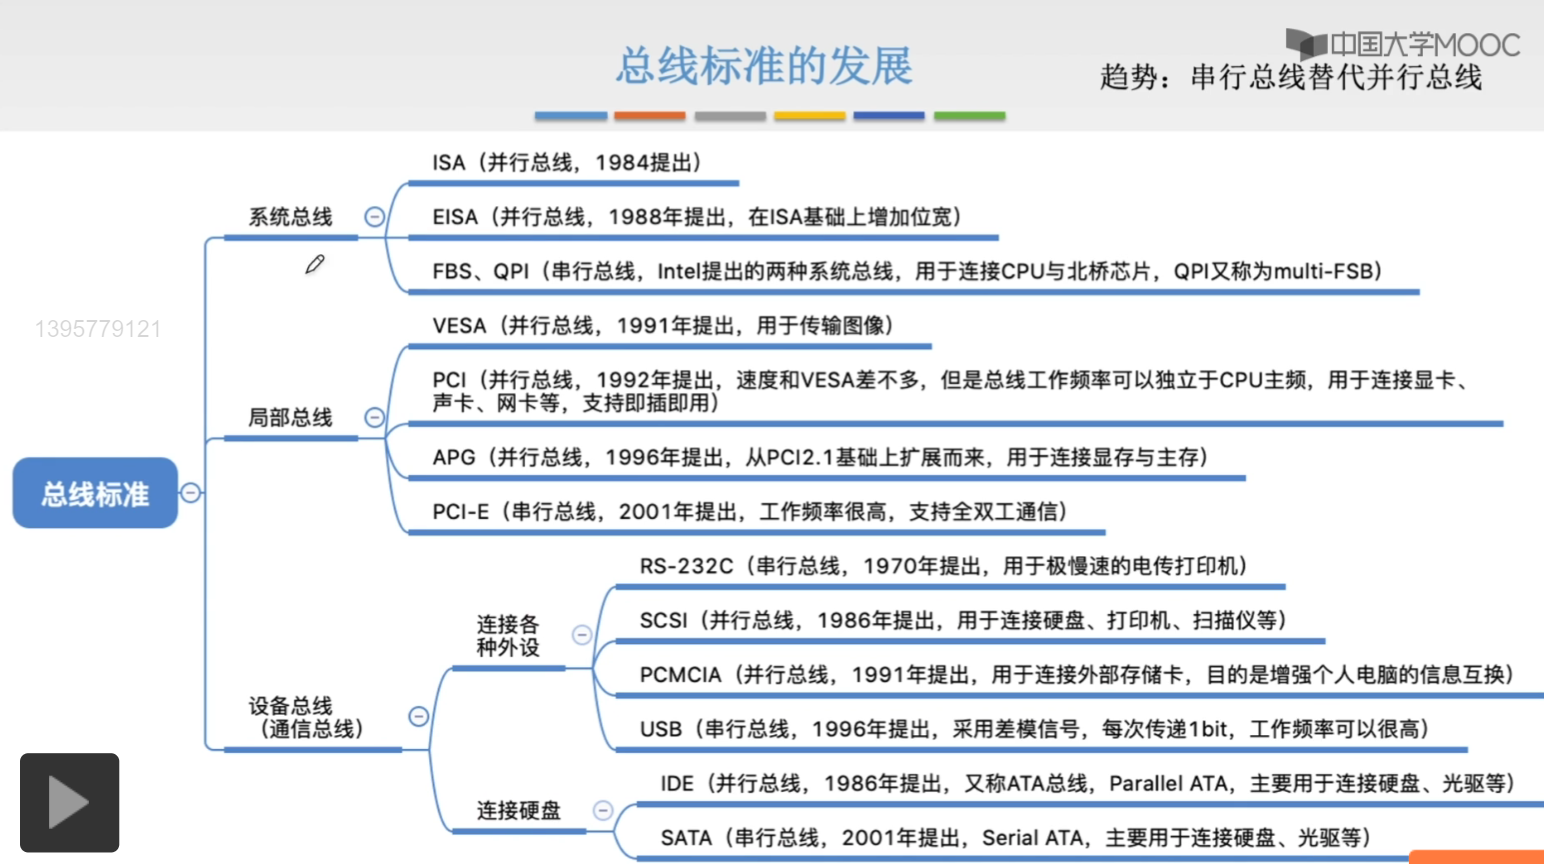 中国大学MOOC
总线标准的发展
趋势：串行总线替代并行总线
ISA（并行总线，1984提出）
系统总线
EISA（并行总线，1988年提出，在ISA基础上增加位宽）
FBS、QPI（串行总线，Intel提出的两种系统总线，用于连接CPU与北桥芯片，QPI又称为multi-FSB）
1395779121
VESA（并行总线，1991年提出，用于传输图像）
PCI（并行总线，1992年提出，速度和VESA差不多，但是总线工作频率可以独立于CPU主频，用于连接显卡、
声卡、网卡等，支持即插即用）
局部总线
APG（并行总线，1996年提出，从PCI2.1基础上扩展而来，用于连接显存与主存）
总线标准
PCI-E（串行总线，2001年提出，工作频率很高，支持全双工通信）
RS-232C（串行总线，1970年提出，用于极慢速的电传打印机）
连接各
种外设
SCSI（并行总线，1986年提出，用于连接硬盘、打印机、扫描仪等）
PCMCIA（并行总线，1991年提出，用于连接外部存储卡，目的是增强个人电脑的信息互换）
设备总线
（通信总线）
USB（串行总线，1996年提出，采用差模信号，每次传递1bit，工作频率可以很高）
IDE（并行总线，1986年提出，又称ATA总线，Parallel ATA，主要用于连接硬盘、光驱等）
连接硬盘
SATA（串行总线，2001年提出，Serial ATA，主要用于连接硬盘、光驱等）